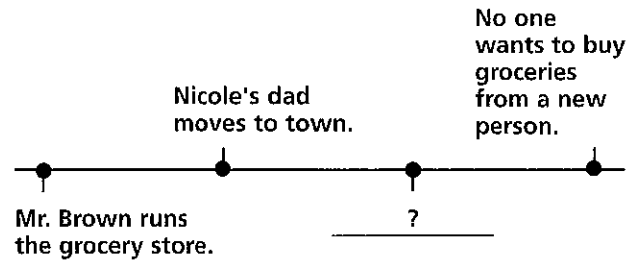 No one
wants to buy
groceries
from a new
person.
Nicole's dad
moves to town.
Mr. Brown runs
the grocery store.
?